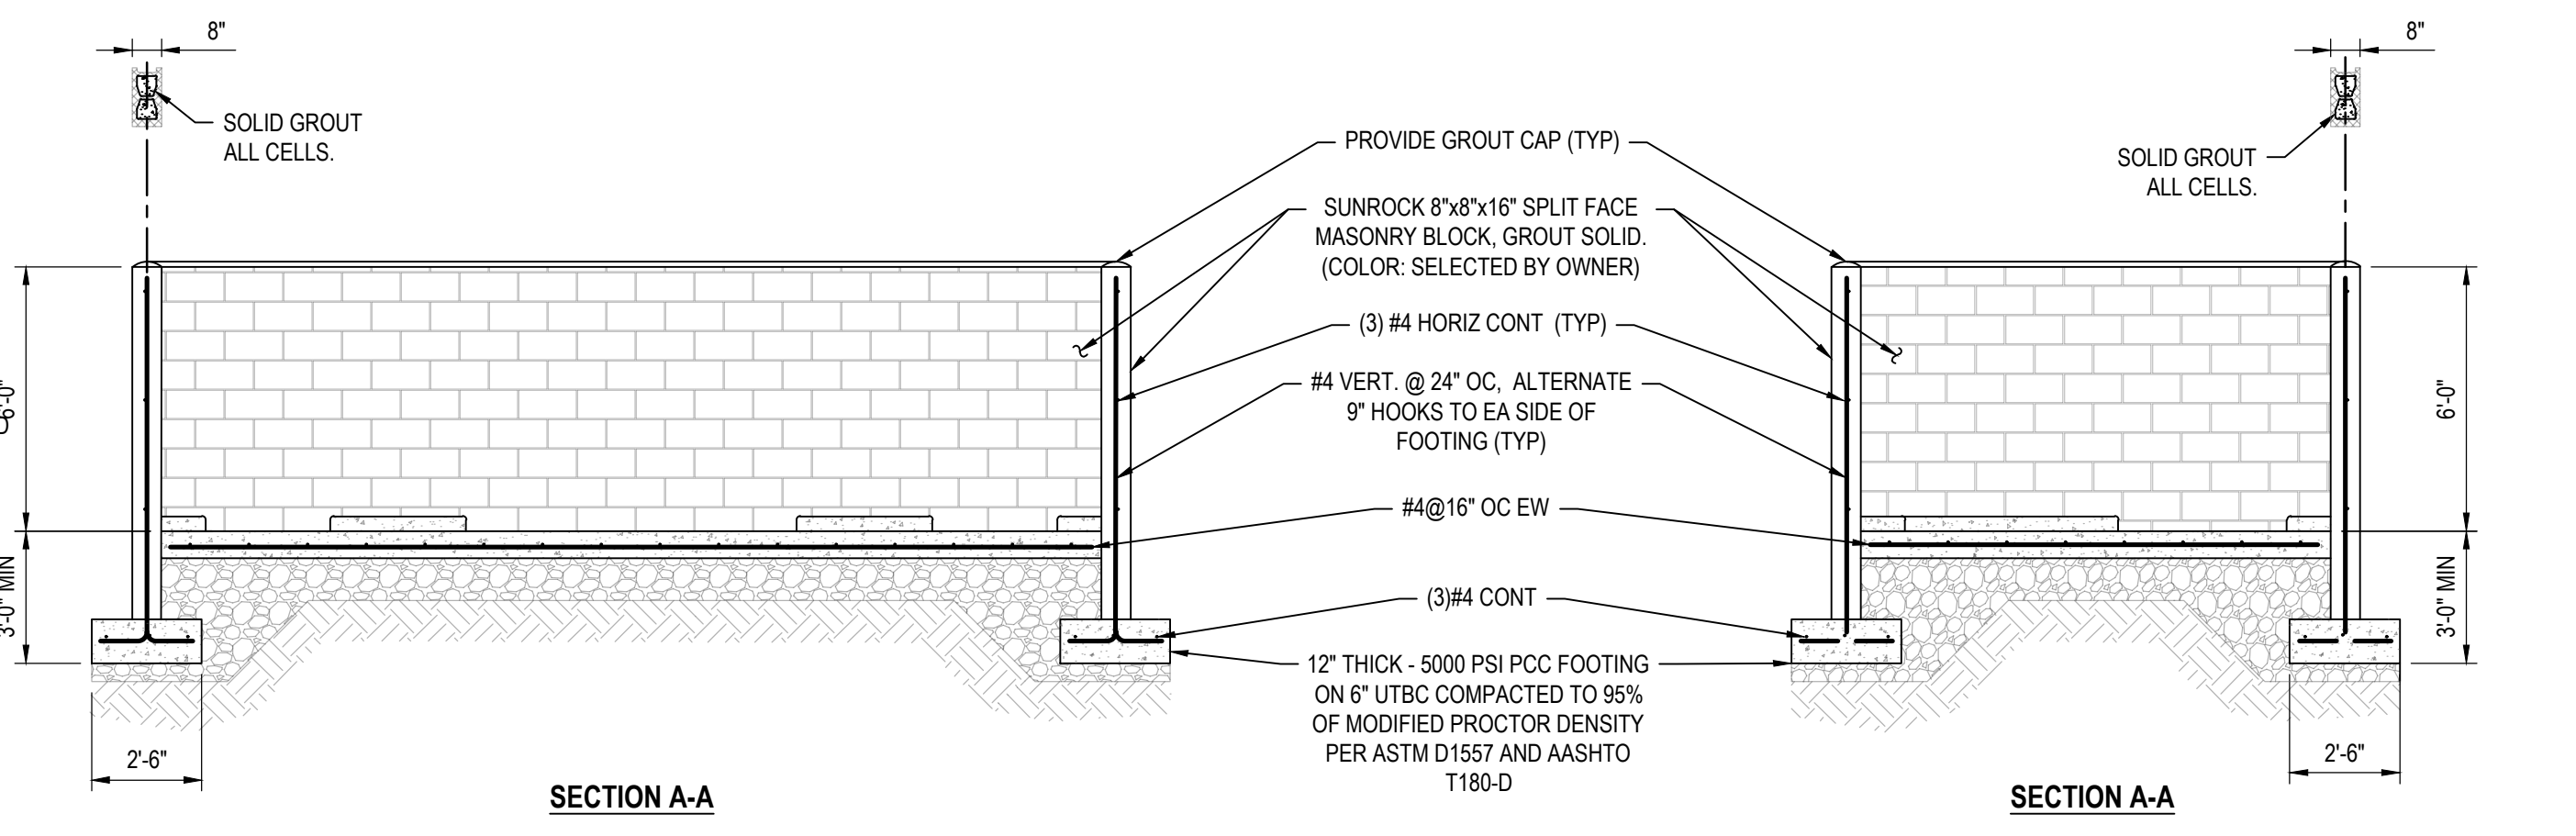 8"
SOLID GROUT
ALL CELLS.
6'-0"
3'-0" MIN
2'-6"
SECTION A-A
PROVIDE GROUT CAP (TYP)
SUNROCK 8"x8"x16" SPLIT FACE
MASONRY BLOCK, GROUT SOLID.
(COLOR: SELECTED BY OWNER)
(3) #4 HORIZ CONT (TYP)
#4 VERT. @ 24" OC, ALTERNATE
9" HOOKS TO EA SIDE OF
FOOTING (TYP)
#4@16" OC EW
(3)#4 CONT
12" THICK - 5000 PSI PCC FOOTING
ON 6" UTBC COMPACTED TO 95%
OF MODIFIED PROCTOR DENSITY
PER ASTM D1557 AND AASHTO
T180-D
8"
SOLID GROUT
ALL CELLS.
6'-0"
3'-0" MIN
2'-6"
SECTION A-A